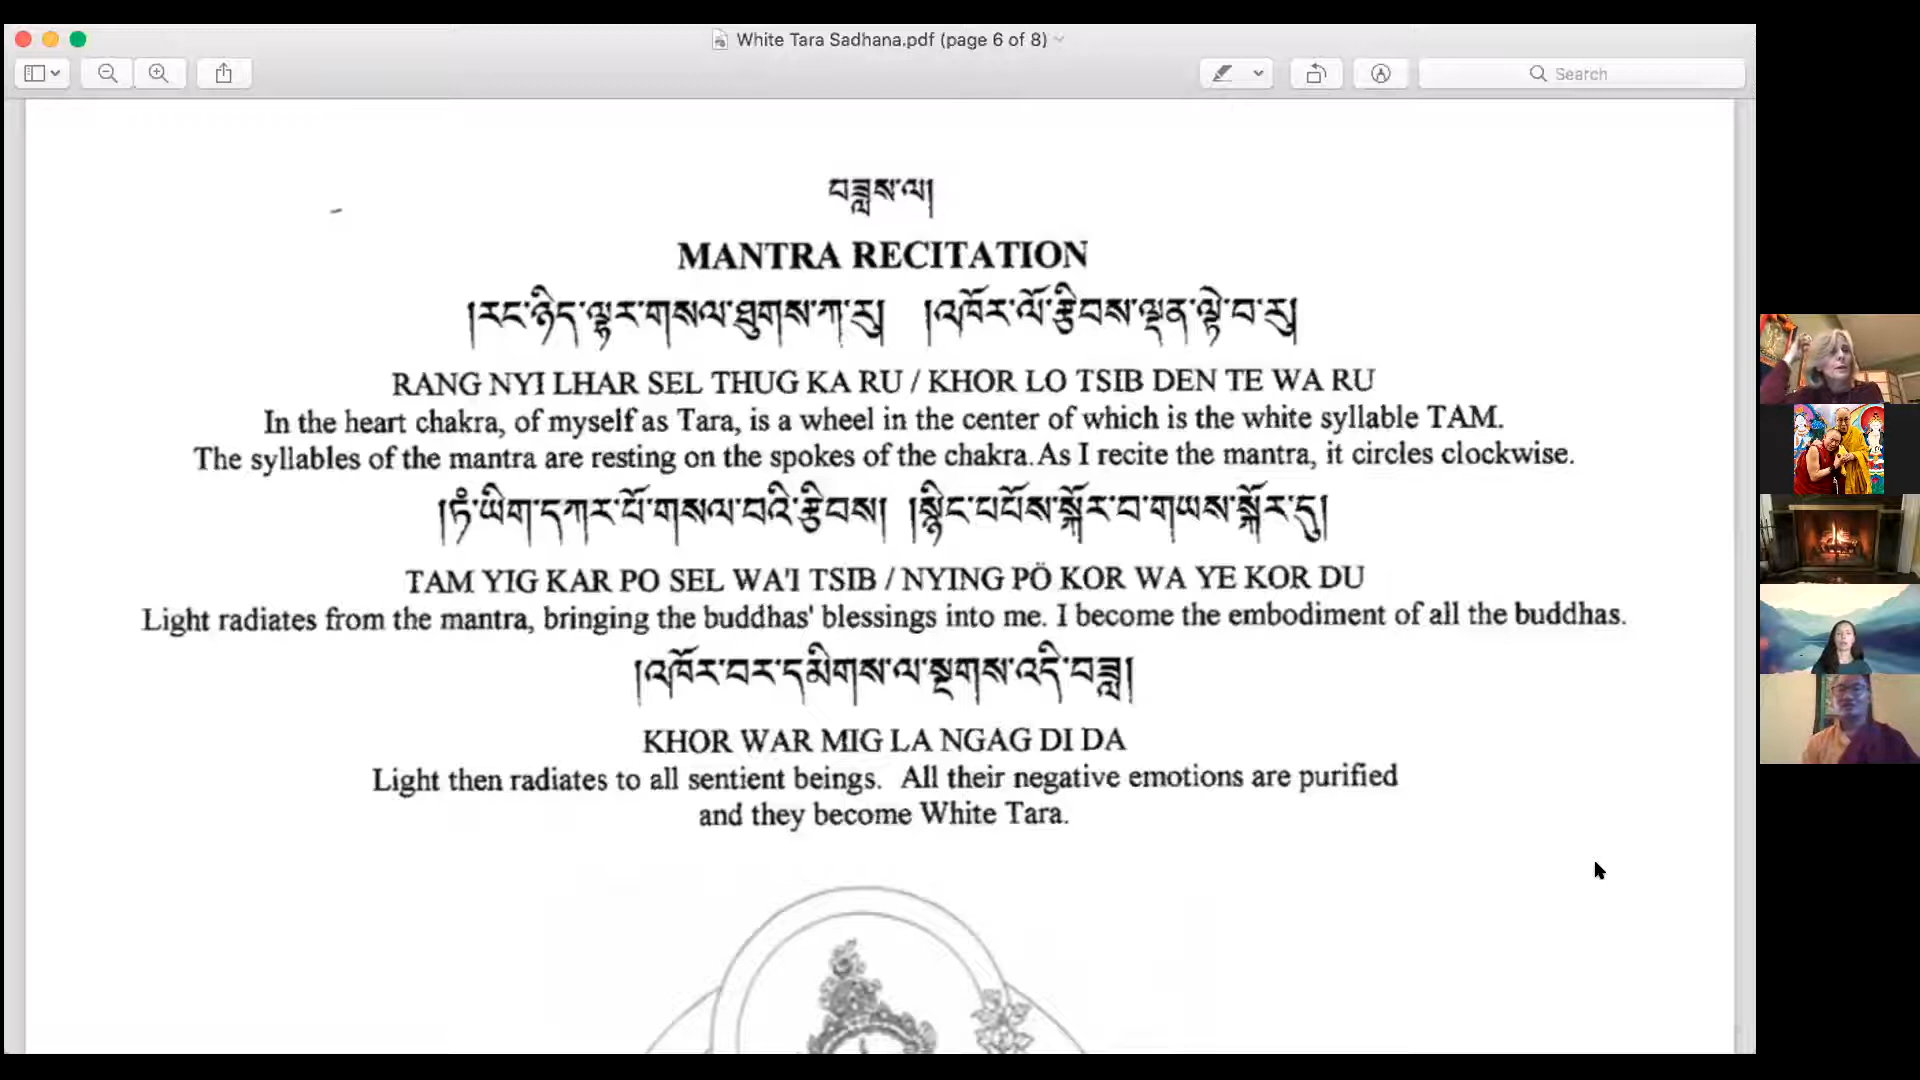 White Tara Sadhana.pdf (page 6 of 8)
Search
བཟླས་ལ།
MANTRA RECITATION
།རང་ཉིད་ལྷར་གསལ་ཐུགས་ཀ་རུ། །འཁོར་ལོ་རྩིབས་ལྡན་ལྟེ་བ་རུ།
RANG NYI LHAR SEL THUG KA RU / KHOR LO TSIB DEN TE WA RU
In the heart chakra, of myself as Tara, is a wheel in the center of which is the white syllable TAM.
The syllables of the mantra are resting on the spokes of the chakra. As I recite the mantra, it circles clockwise.
།ཏཾ་ཡིག་དཀར་པོ་གསལ་བའི་རྩིབས། །སྙིང་པཔོས་སྐོར་བ་གཡས་སྐོར་དུ།
TAM YIG KAR PO SEL WA'I TSIB / NYING PÖ KOR WA YE KOR DU
Light radiates from the mantra, bringing the buddhas' blessings into me. I become the embodiment of all the buddhas.
།འཁོར་བར་དམིགས་ལ་སྔགས་འདི་བཟླ།
KHOR WAR MIG LA NGAG DI DA
Light then radiates to all sentient beings. All their negative emotions are purified
and they become White Tara.